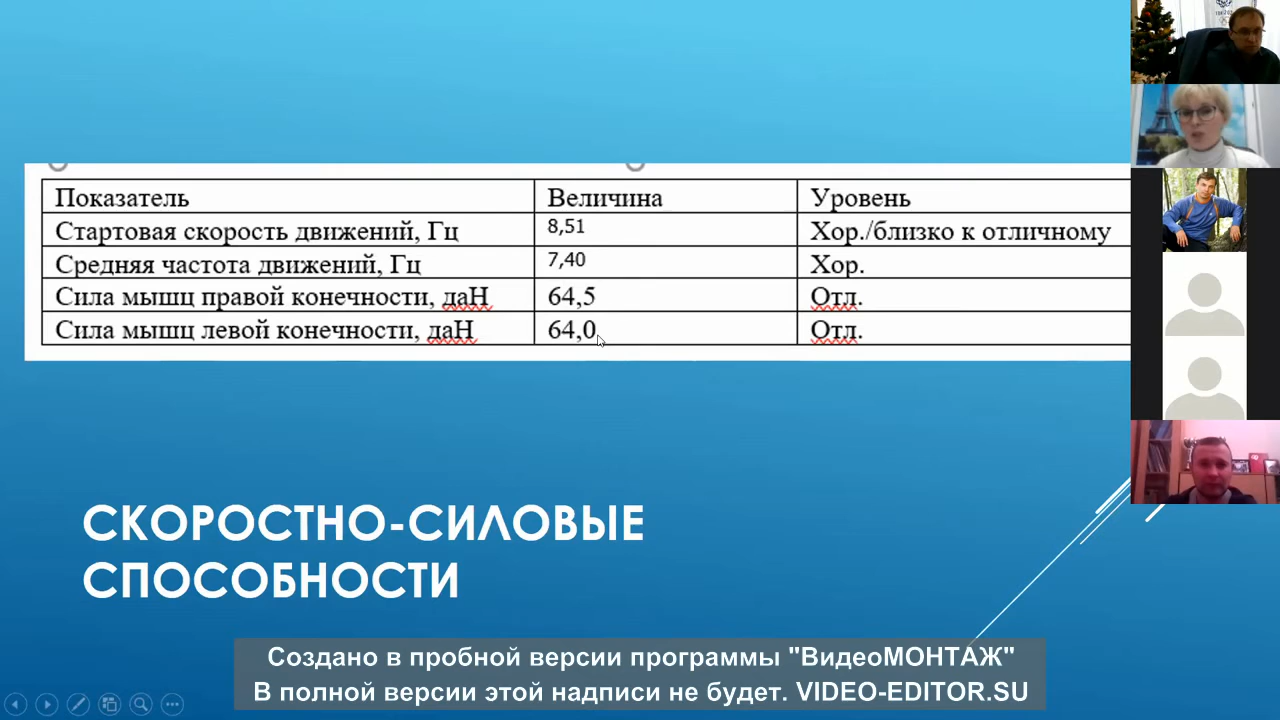 Показатель Величина Уровень
Стартовая скорость движений, Гц 8,51 Хор./близко к отличному
Средняя частота движений, Гц 7,40 Хор.
Сила мышц правой конечности, даН 64,5 Отл.
Сила мышц левой конечности, даН 64,0 Отл.
СКОРОСТНО-СИЛОВЫЕ
СПОСОБНОСТИ
Создано в пробной версии программы "ВидеоМОНТАЖ"
В полной версии этой надписи не будет. VIDEO-EDITOR.SU